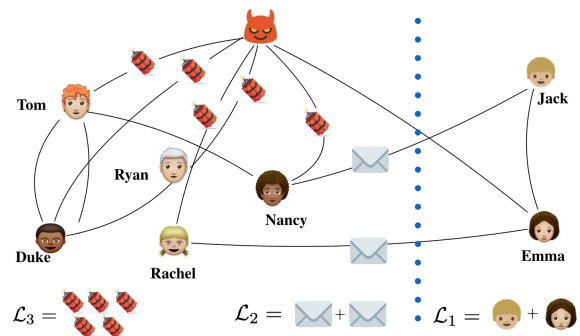 Tom
Jack
Ryan
Nancy
Duke
Rachel
Emma
ℒ₃ =
ℒ₂ = +
ℒ₁ = +